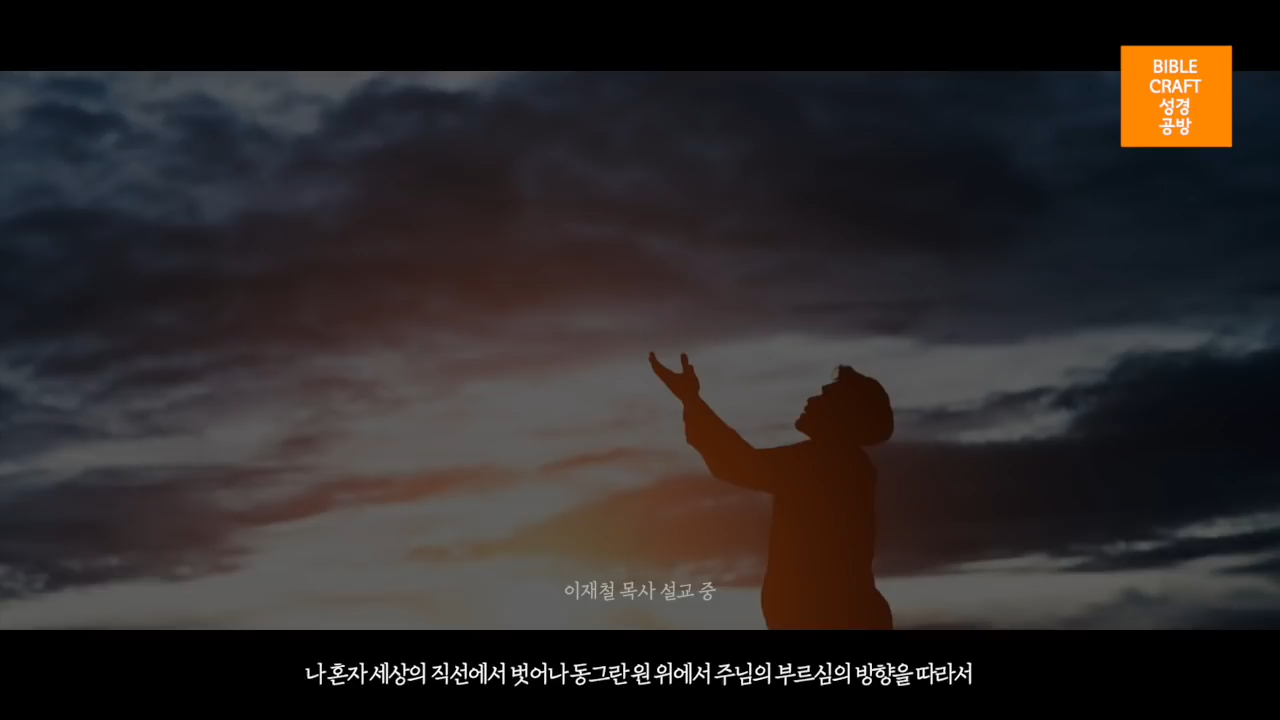 BIBLE
CRAFT
성경
공방
이재철 목사 설교 중
나 혼자 세상의 직선에서 벗어나 동그란 원 위에서 주님의 부르심의 방향을 따라서